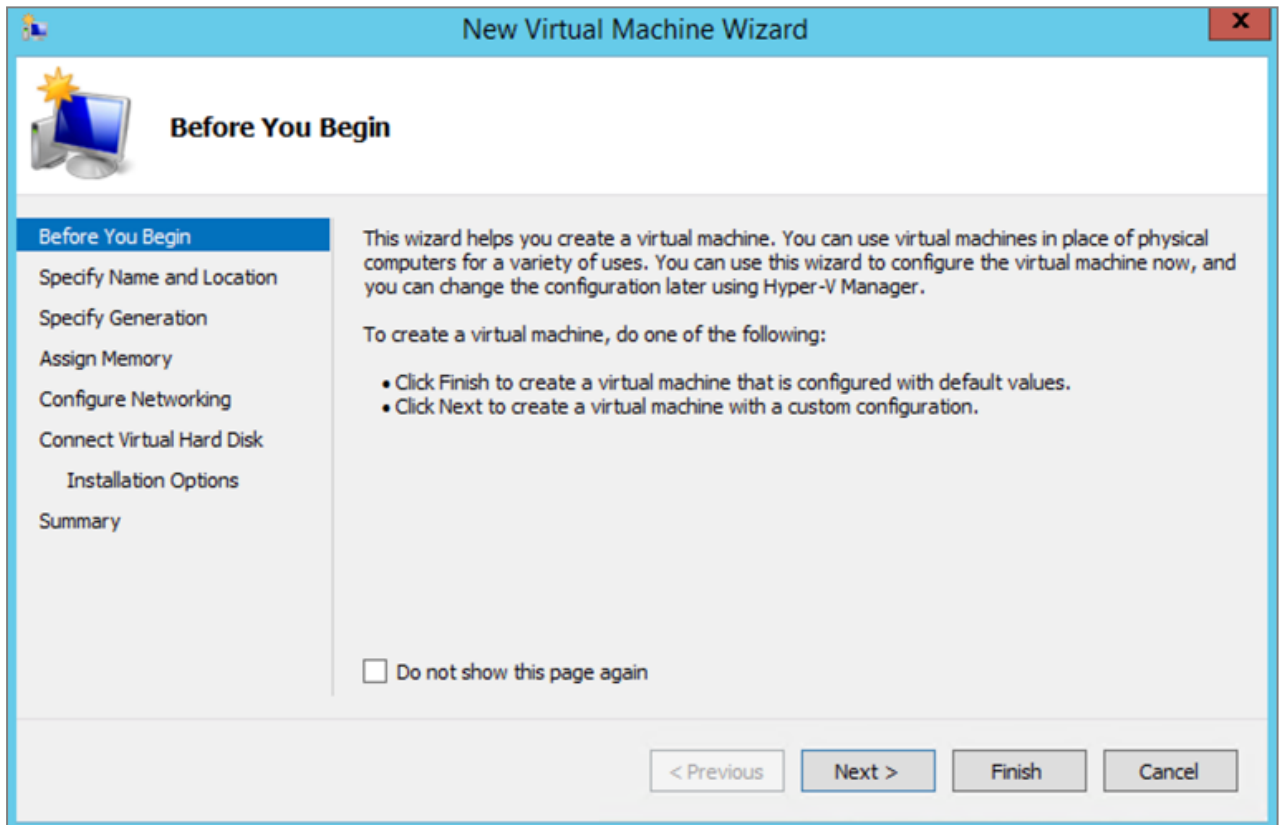 New Virtual Machine Wizard
X
Before You Begin
Before You Begin
Specify Name and Location
Specify Generation
Assign Memory
Configure Networking
Connect Virtual Hard Disk
Installation Options
Summary
This wizard helps you create a virtual machine. You can use virtual machines in place of physical
computers for a variety of uses. You can use this wizard to configure the virtual machine now, and
you can change the configuration later using Hyper-V Manager.
To create a virtual machine, do one of the following:
• Click Finish to create a virtual machine that is configured with default values.
• Click Next to create a virtual machine with a custom configuration.
Do not show this page again
< Previous
Next >
Finish
Cancel